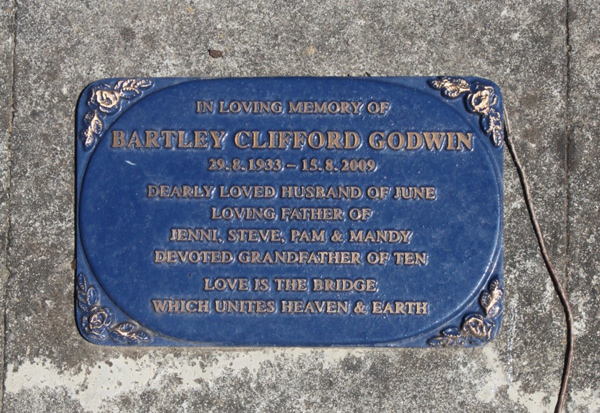 IN LOVING MEMORY OF
BARTLEY CLIFFORD GODWIN
29.8.1933 – 15.8.2009
DEARLY LOVED HUSBAND OF JUNE
LOVING FATHER OF
JENNI, STEVE, PAM & MANDY
DEVOTED GRANDFATHER OF TEN
LOVE IS THE BRIDGE
WHICH UNITES HEAVEN & EARTH